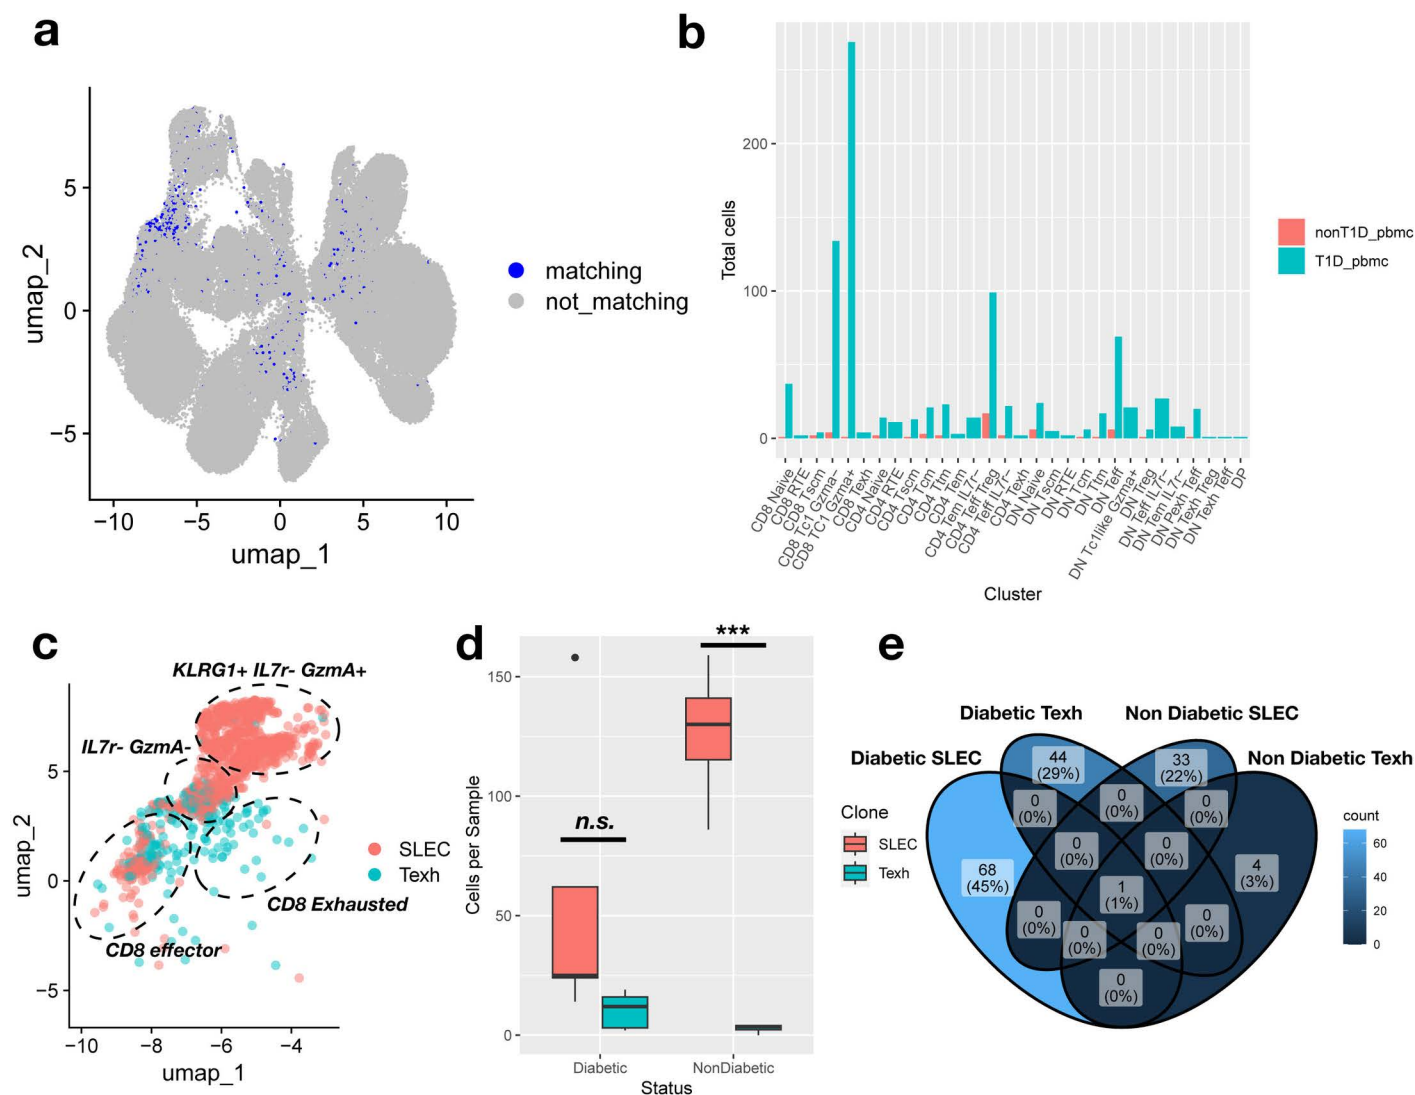 a
umap_2
5
0
−5
−10
−5
0
5
10
umap_1
matching
not_matching
b
Total cells
200
100
0
CD8 Naive
CD8 RTE
CD8 Tscm
CD8 Tc1 Gzma−
CD8 TC1 Gzma+
CD8 Texh
CD4 Naive
CD4 RTE
CD4 Tscm
CD4 Tcm
CD4 Ttm
CD4 Tem
CD4 Tem IL7r−
CD4 Teff Treg
CD4 Teff IL7r−
CD4 Texh
DN Naive
DN Tscm
DN RTE
DN Tcm
DN Ttm
DN Teff
DN Tc1like Gzma+
DN Treg
DN Teff IL7r−
DN Tem IL7r−
DN Pexh Teff
DN Texh Treg
DN Texh Teff
DP
Cluster
nonT1D_pbmc
T1D_pbmc
c
KLRG1+ IL7r- GzmA+
IL7r- GzmA-
CD8 Exhausted
CD8 effector
umap_2
5
0
−5
−10
−8
−6
−4
umap_1
SLEC
Texh
d
Cells per Sample
150
100
50
0
n.s.
***
Diabetic
NonDiabetic
Status
Clone
SLEC
Texh
e
Diabetic Texh
Non Diabetic SLEC
Diabetic SLEC
Non Diabetic Texh
44
(29%)
33
(22%)
0
(0%)
0
(0%)
0
(0%)
0
(0%)
0
(0%)
68
(45%)
4
(3%)
1
(1%)
0
(0%)
0
(0%)
0
(0%)
0
(0%)
0
(0%)
count
60
40
20
0